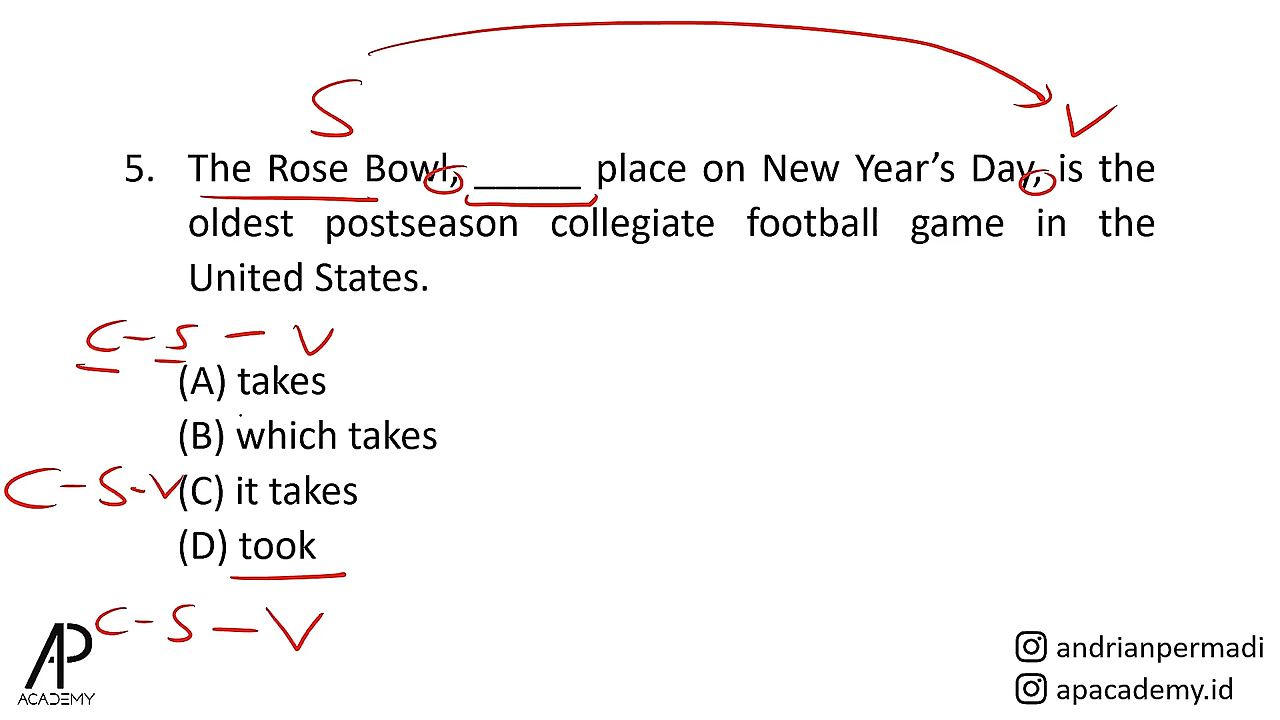 S
V
5. The Rose Bowl, _____ place on New Year’s Day, is the
oldest postseason collegiate football game in the
United States.
C-S-V
(A) takes
(B) which takes
C-S-V
(C) it takes
(D) took
C-S-V
AP
ACADEMY
andrianpermadi
apacademy.id